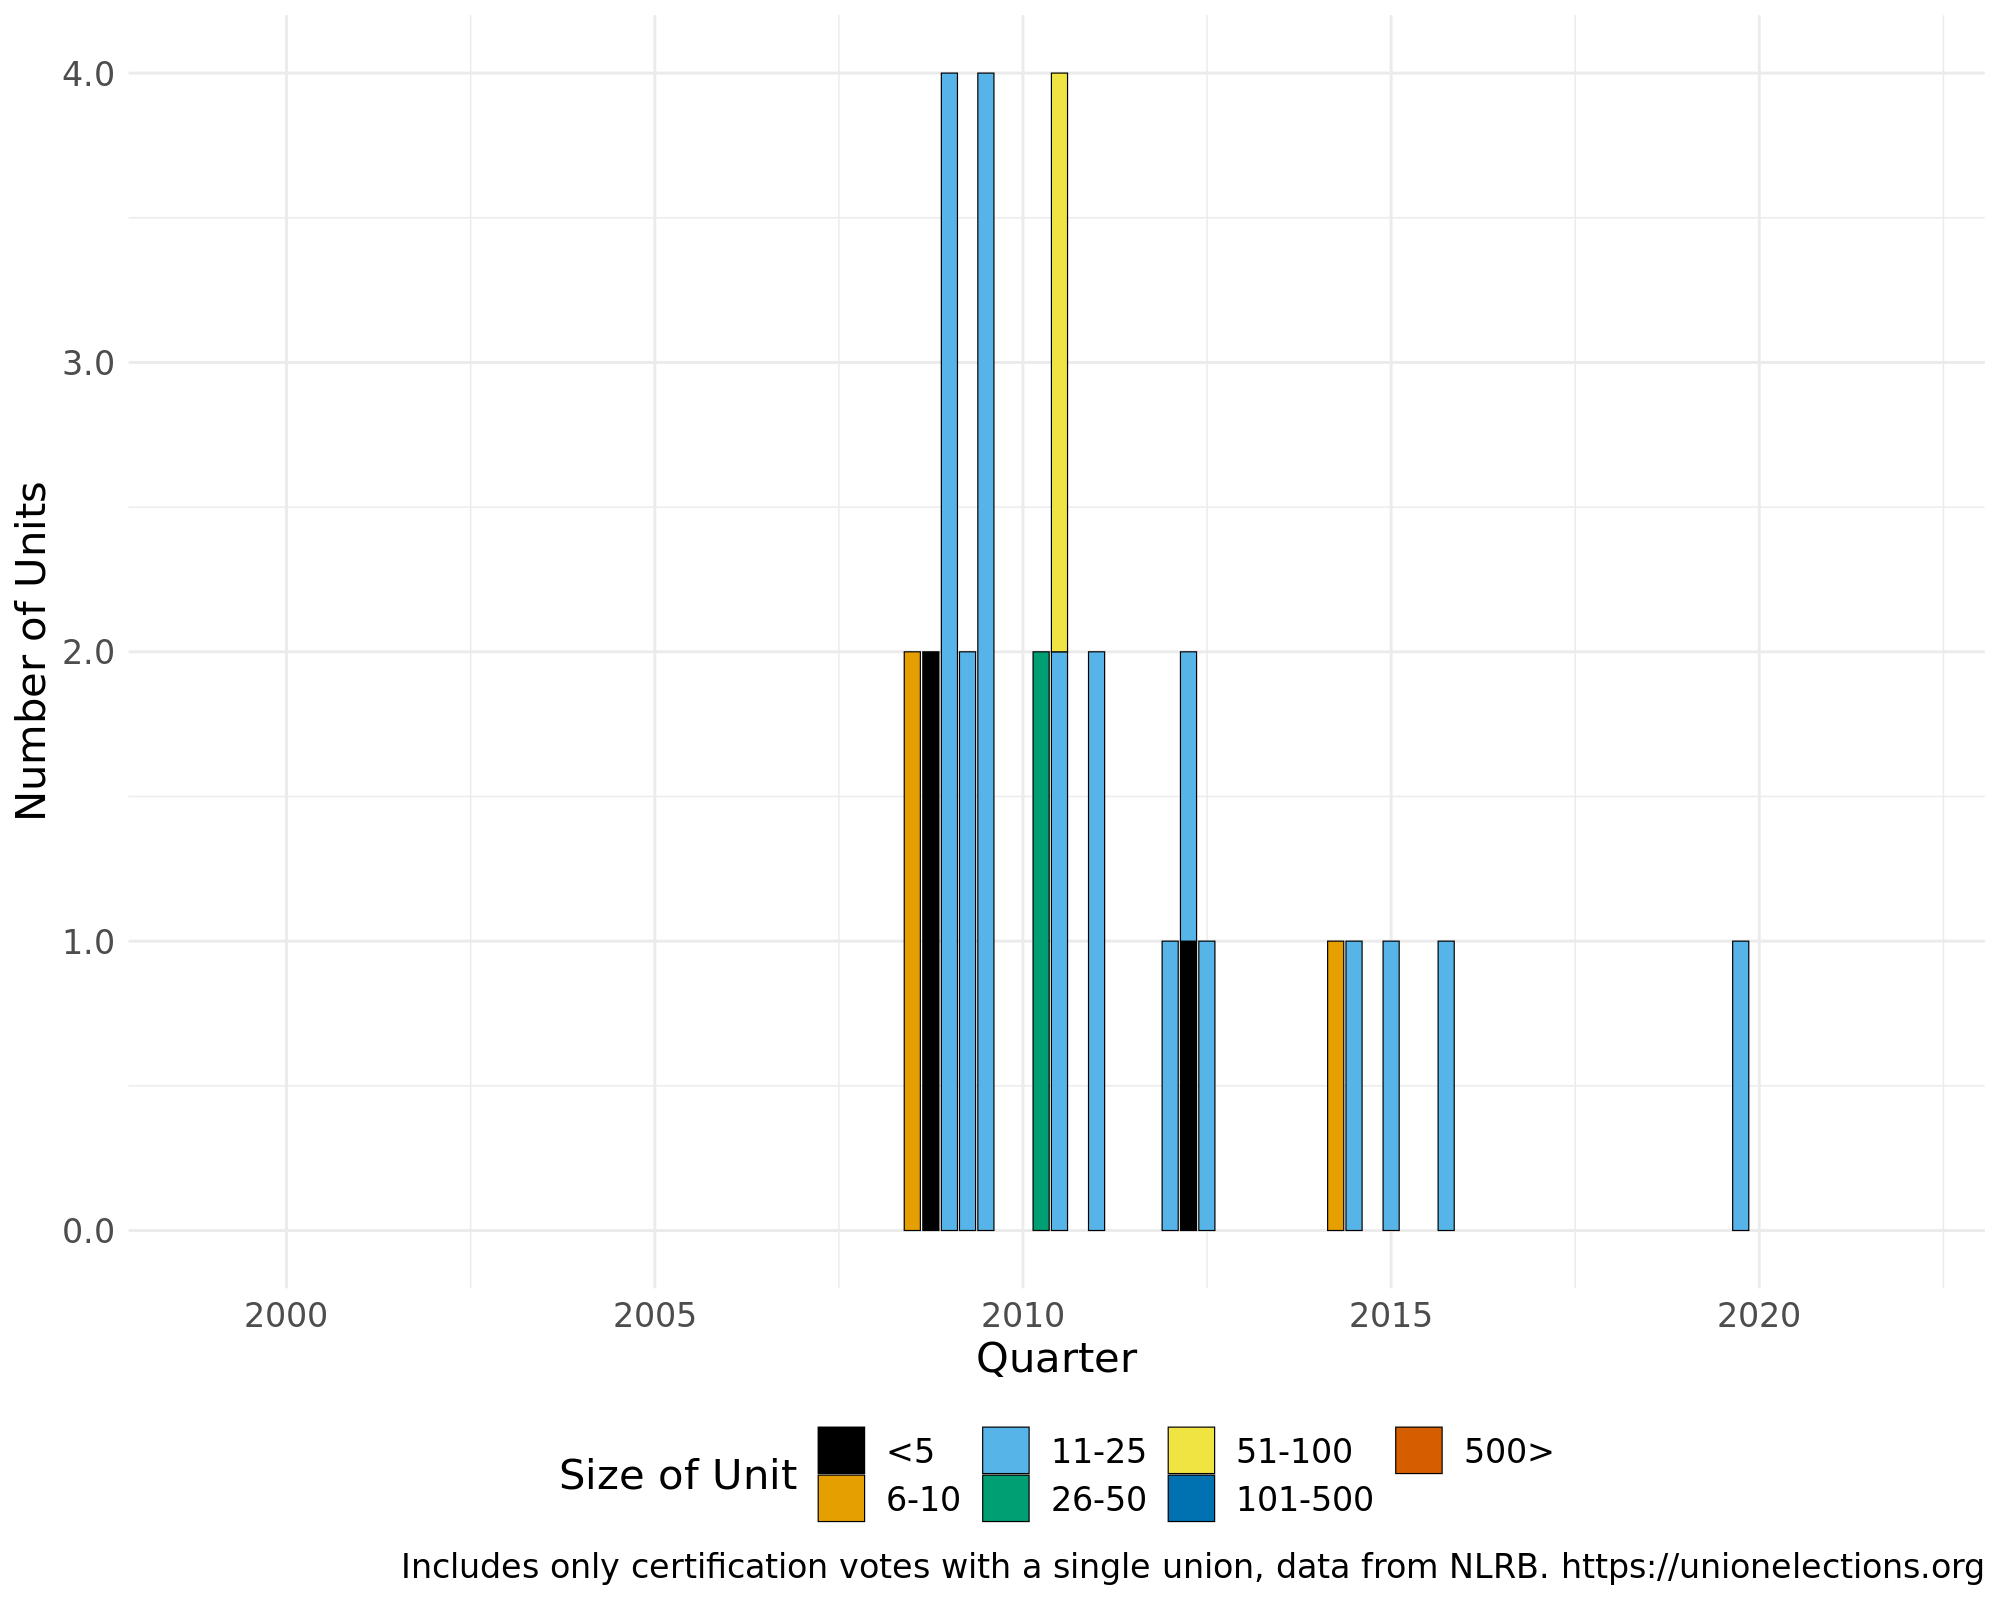 4.0
3.0
2.0
1.0
0.0
Number of Units
2000 2005 2010 2015 2020
Quarter
Size of Unit
<5 11-25 51-100 500>
6-10 26-50 101-500
Includes only certification votes with a single union, data from NLRB. https://unionelections.org